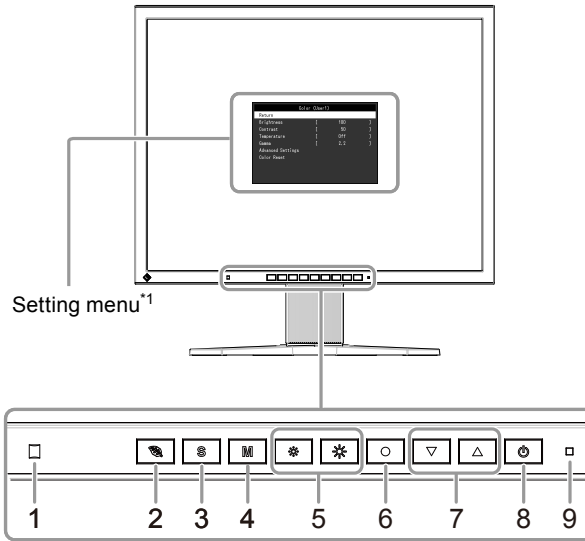 Color (User1)
Return
Brightness [ 100 ]
Contrast [ 50 ]
Temperature [ Off ]
Gamma [ 2.2 ]
Advanced Settings
Color Reset
Setting menu*1
S M
1 2 3 4 5 6 7 8 9